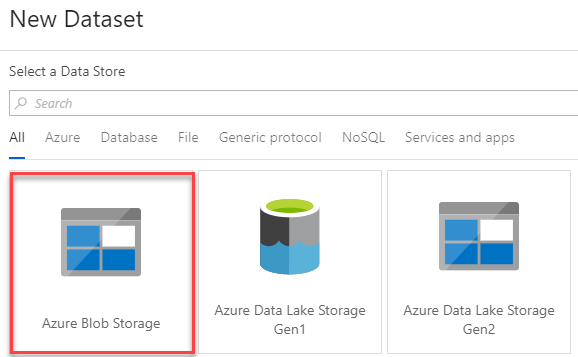 New Dataset
Select a Data Store
Search
All Azure Database File Generic protocol NoSQL Services and apps
Azure Blob Storage
Azure Data Lake Storage
Gen1
Azure Data Lake Storage
Gen2